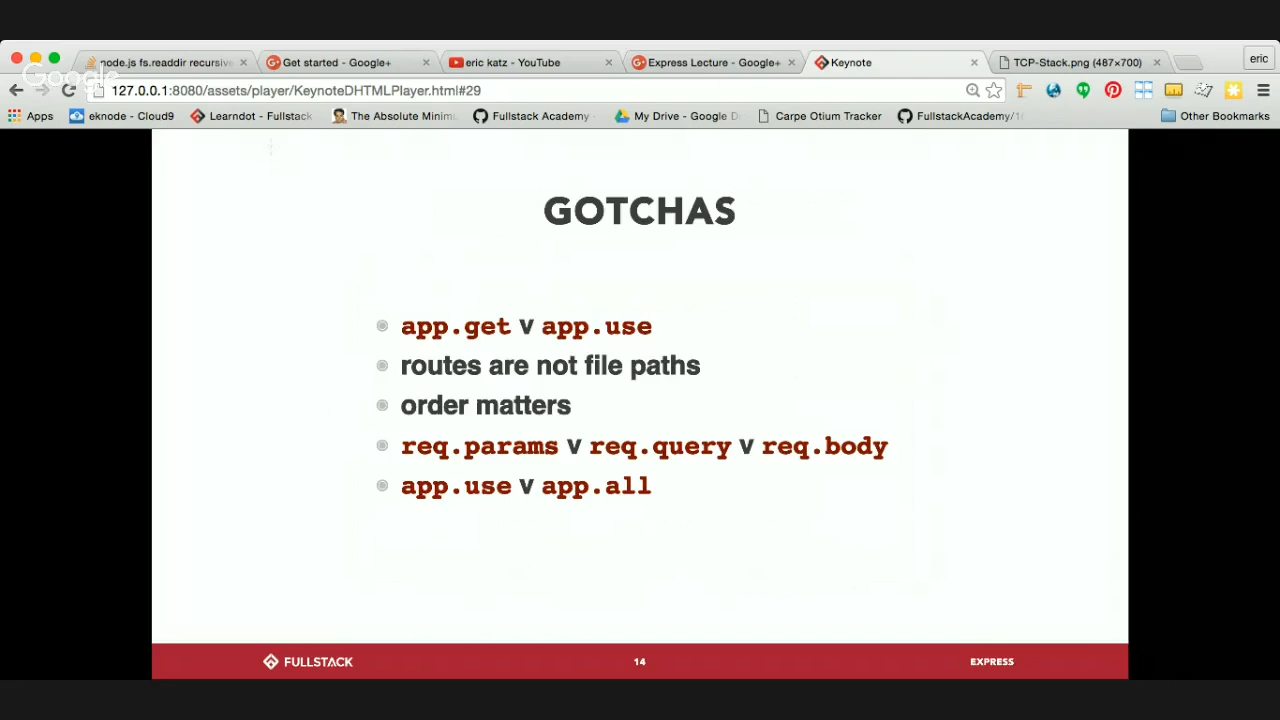 node.js fs.readdir recursive
Get started - Google+
eric katz - YouTube
Express Lecture - Google+
Keynote
TCP-Stack.png (487×700)
eric
Google
127.0.0.1:8080/assets/player/KeynoteDHTMLPlayer.html#29
Apps
eknode - Cloud9
Learndot - Fullstack
The Absolute Minimu
Fullstack Academy
My Drive - Google D
Carpe Otium Tracker
FullstackAcademy/1
Other Bookmarks
GOTCHAS
app.get v app.use
routes are not file paths
order matters
req.params v req.query v req.body
app.use v app.all
FULLSTACK
14
EXPRESS